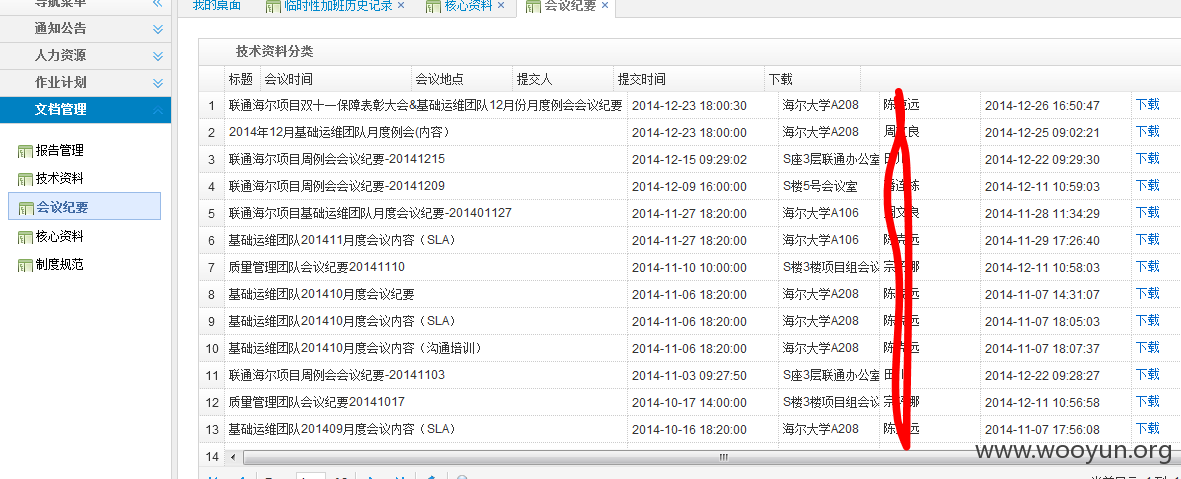 导航菜单
通知公告
人力资源
作业计划
文档管理
报告管理
技术资料
会议纪要
核心资料
制度规范
我的桌面 临时性加班历史记录 × 核心资料 × 会议纪要 ×
技术资料分类
标题 会议时间 会议地点 提交人 提交时间 下载
1 联通海尔项目双十一保障表彰大会&基础运维团队12月份月度例会会议纪要 2014-12-23 18:00:30 海尔大学A208 陈 远 2014-12-26 16:50:47 下载
2 2014年12月基础运维团队月度例会(内容） 2014-12-23 18:00:00 海尔大学A208 周 良 2014-12-25 09:02:21 下载
3 联通海尔项目周例会会议纪要-20141215 2014-12-15 09:29:02 S座3层联通办公室 田 2014-12-22 09:29:30 下载
4 联通海尔项目周例会会议纪要-20141209 2014-12-09 16:00:00 S楼5号会议室 2014-12-11 10:59:03 下载
5 联通海尔项目基础运维团队月度会议纪要-201401127 2014-11-27 18:20:00 海尔大学A106 良 2014-11-28 11:34:29 下载
6 基础运维团队201411月度会议内容（SLA） 2014-11-27 18:20:00 海尔大学A106 陈 远 2014-11-29 17:26:40 下载
7 质量管理团队会议纪要20141110 2014-11-10 10:00:00 S楼3楼项目组会议 宗 那 2014-12-11 10:58:03 下载
8 基础运维团队201410月度会议纪要 2014-11-06 18:20:00 海尔大学A208 陈 远 2014-11-07 14:31:07 下载
9 基础运维团队201410月度会议内容（SLA） 2014-11-06 18:20:00 海尔大学A208 陈 远 2014-11-07 18:05:03 下载
10 基础运维团队201410月度会议内容（沟通培训） 2014-11-06 18:20:00 海尔大学A208 陈 远 2014-11-07 18:07:37 下载
11 联通海尔项目周例会会议纪要-20141103 2014-11-03 09:27:50 S座3层联通办公室 田 2014-12-22 09:28:27 下载
12 质量管理团队会议纪要20141017 2014-10-17 14:00:00 S楼3楼项目组会议 宗 那 2014-12-11 10:56:58 下载
13 基础运维团队201409月度会议内容（SLA） 2014-10-16 18:20:00 海尔大学A208 陈 远 2014-11-07 17:56:08 下载
14
www.wooyun.org